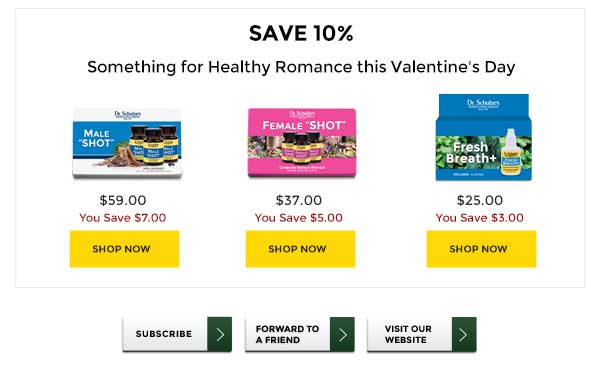 SAVE 10%
Something for Healthy Romance this Valentine's Day
Dr. Schulze's
MALE
"SHOT"
Dr. Schulze's
FEMALE "SHOT"
Dr. Schulze's
Fresh
Breath+
$59.00
You Save $7.00
SHOP NOW
$37.00
You Save $5.00
SHOP NOW
$25.00
You Save $3.00
SHOP NOW
SUBSCRIBE
FORWARD TO
A FRIEND
VISIT OUR
WEBSITE